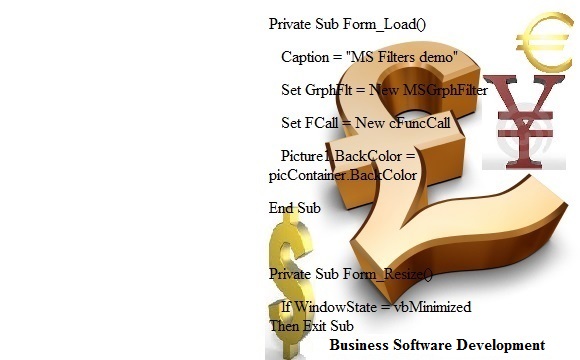 Private Sub Form_Load()
Caption = "MS Filters demo"
Set GrphFlt = New MSGrphFilter
Set FCall = New cFuncCall
Picture1.BackColor =
picContainer.BackColor
End Sub
Private Sub Form_Resize()
If WindowState = vbMinimized
Then Exit Sub
Business Software Development